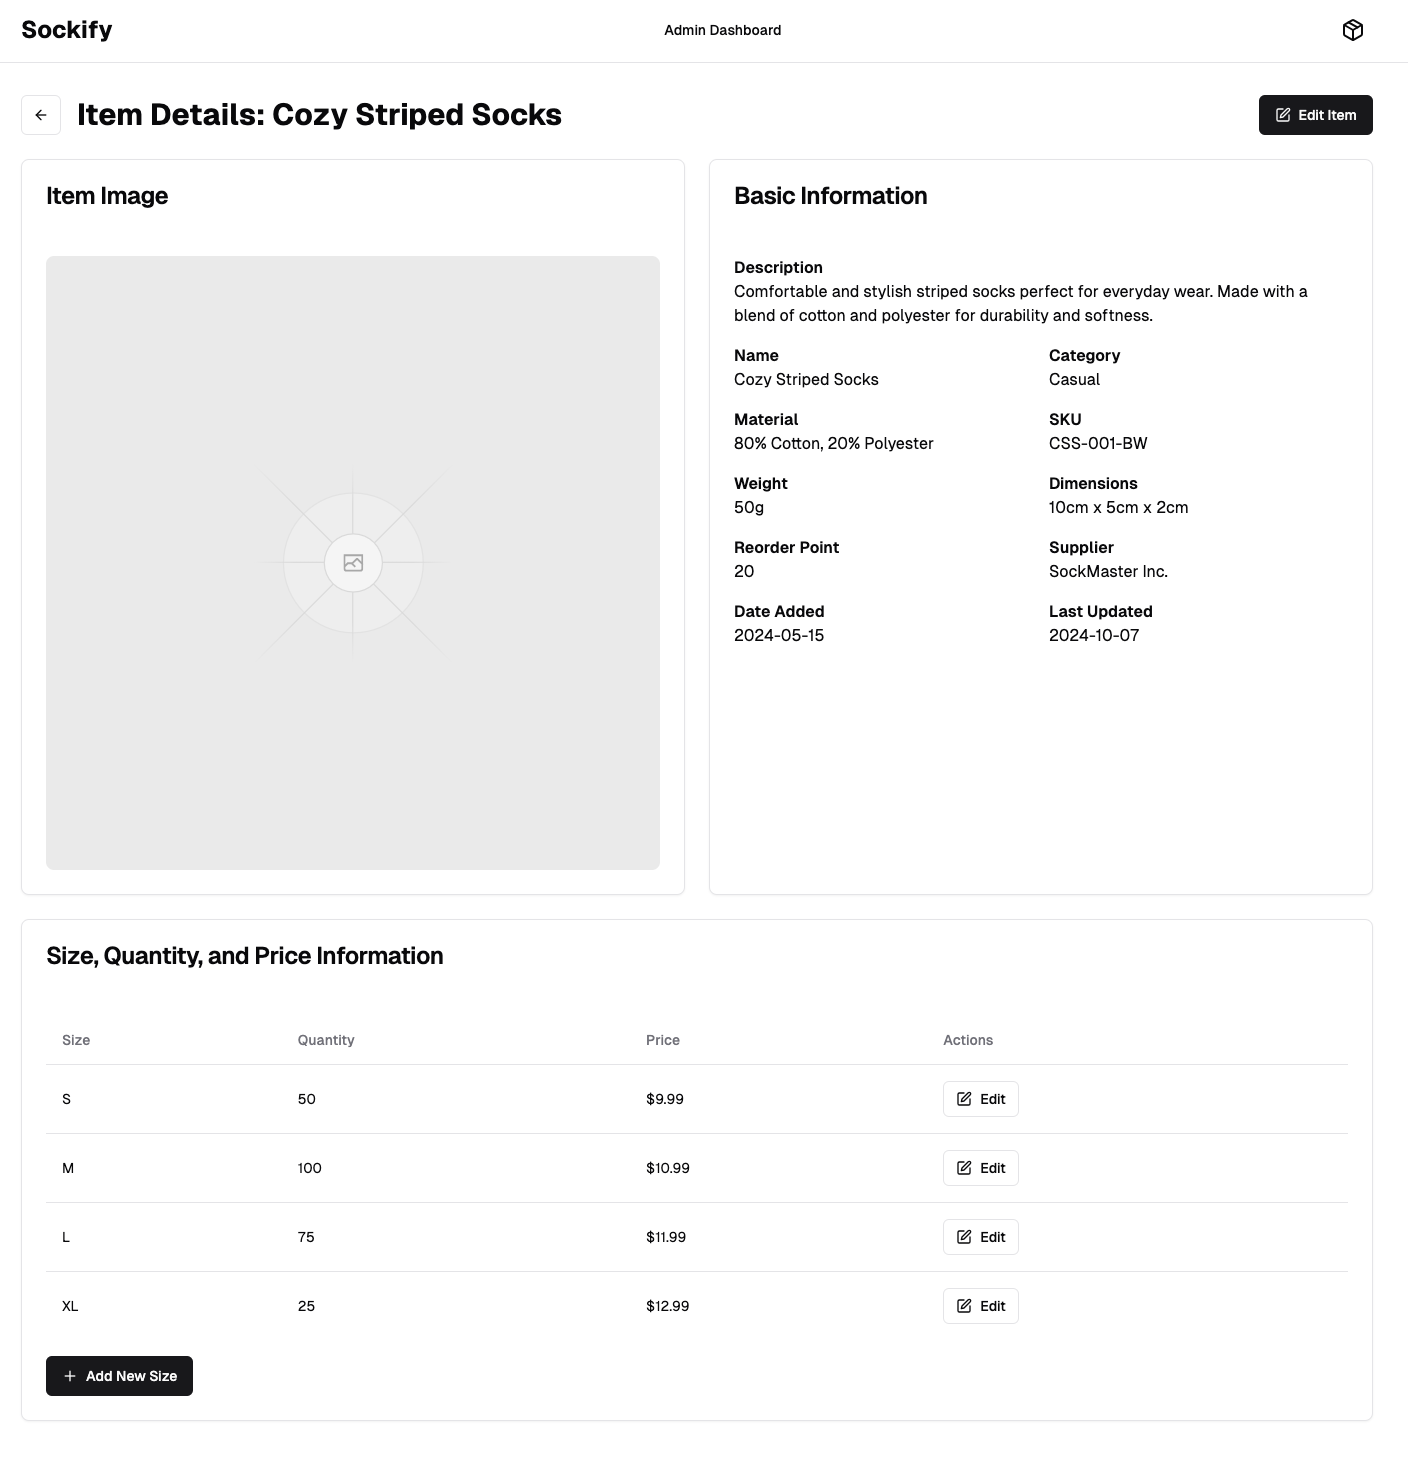 Sockify
Admin Dashboard
Item Details: Cozy Striped Socks
Edit Item
Item Image
Basic Information
Description
Comfortable and stylish striped socks perfect for everyday wear. Made with a
blend of cotton and polyester for durability and softness.
Name
Cozy Striped Socks
Category
Casual
Material
80% Cotton, 20% Polyester
SKU
CSS-001-BW
Weight
50g
Dimensions
10cm x 5cm x 2cm
Reorder Point
20
Supplier
SockMaster Inc.
Date Added
2024-05-15
Last Updated
2024-10-07
Size, Quantity, and Price Information
Size Quantity Price Actions
S 50 $9.99 Edit
M 100 $10.99 Edit
L 75 $11.99 Edit
XL 25 $12.99 Edit
Add New Size